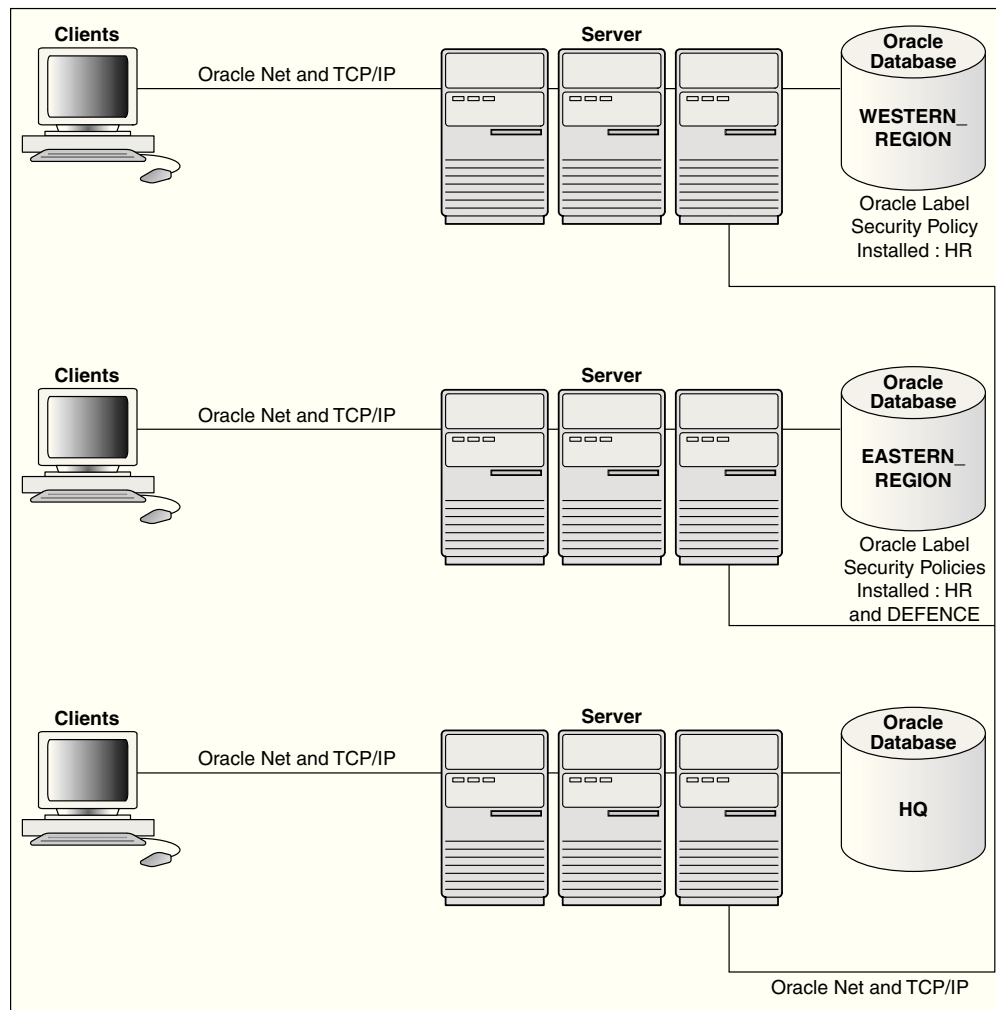 Clients
Server
Oracle
Database
Oracle Net and TCP/IP
WESTERN_
REGION
Oracle Label
Security Policy
Installed : HR
Clients
Server
Oracle
Database
Oracle Net and TCP/IP
EASTERN_
REGION
Oracle Label
Security Policies
Installed : HR
and DEFENCE
Clients
Server
Oracle
Database
Oracle Net and TCP/IP
HQ
Oracle Net and TCP/IP